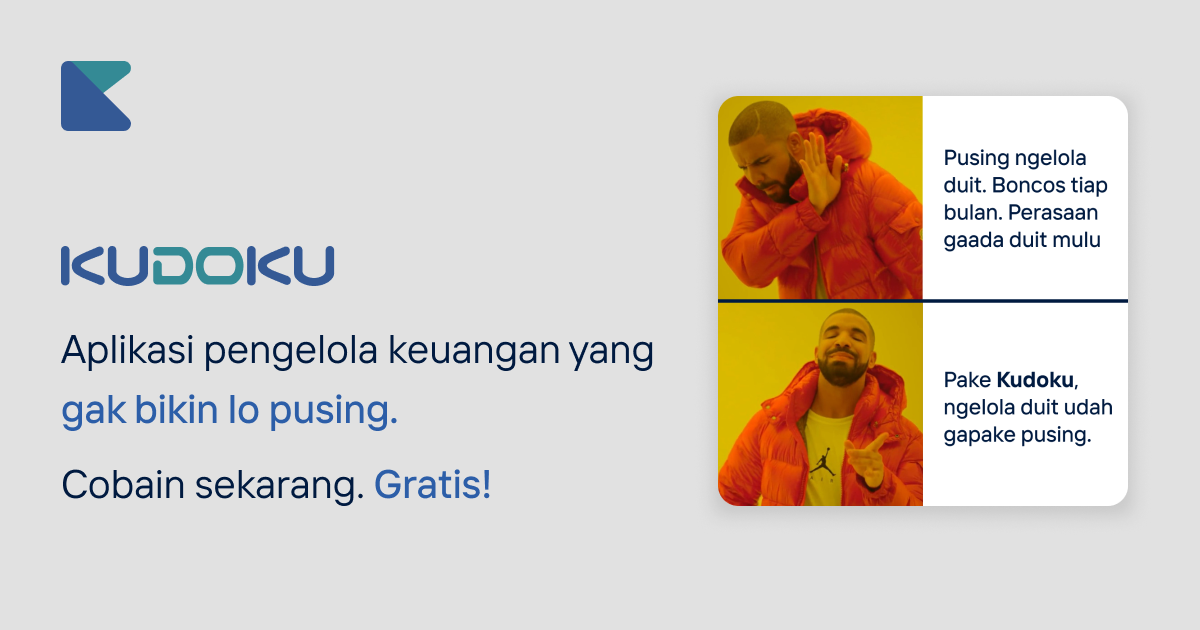 KUDOKU
Aplikasi pengelola keuangan yang
gak bikin lo pusing.
Cobain sekarang. Gratis!
Pusing ngelola
duit. Boncos tiap
bulan. Perasaan
gaada duit mulu
Pake Kudoku,
ngelola duit udah
gapake pusing.